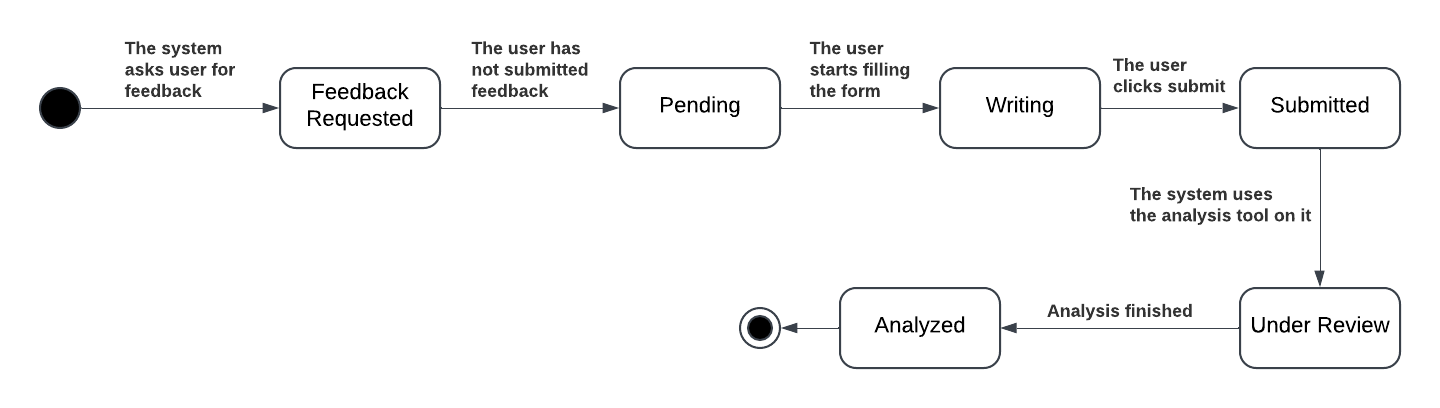 The system
asks user for
feedback
Feedback
Requested
The user has
not submitted
feedback
Pending
The user
starts filling
the form
Writing
The user
clicks submit
Submitted
The system uses
the analysis tool on it
Under Review
Analysis finished
Analyzed